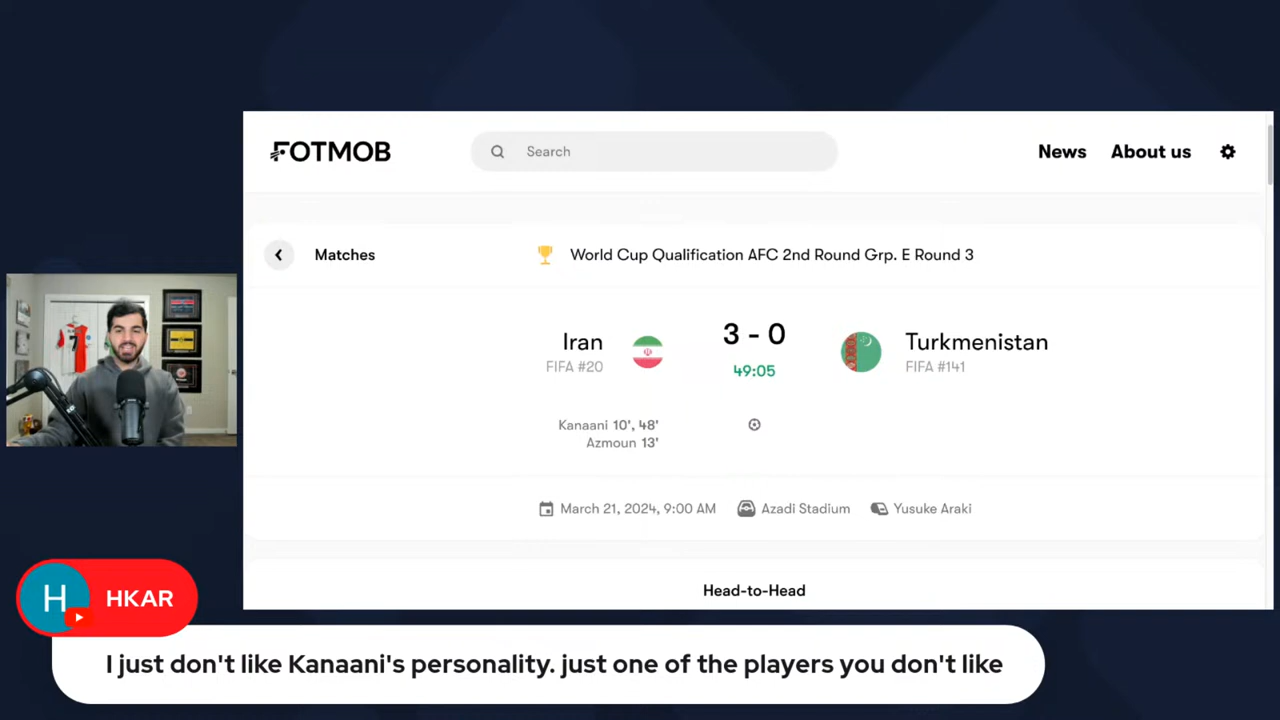 FOTMOB
Search
News
About us
Matches
World Cup Qualification AFC 2nd Round Grp. E Round 3
Iran
FIFA #20
3 - 0
49:05
Turkmenistan
FIFA #141
Kanaani 10', 48'
Azmoun 13'
March 21, 2024, 9:00 AM
Azadi Stadium
Yusuke Araki
Head-to-Head
H
HKAR
I just don't like Kanaani's personality. just one of the players you don't like